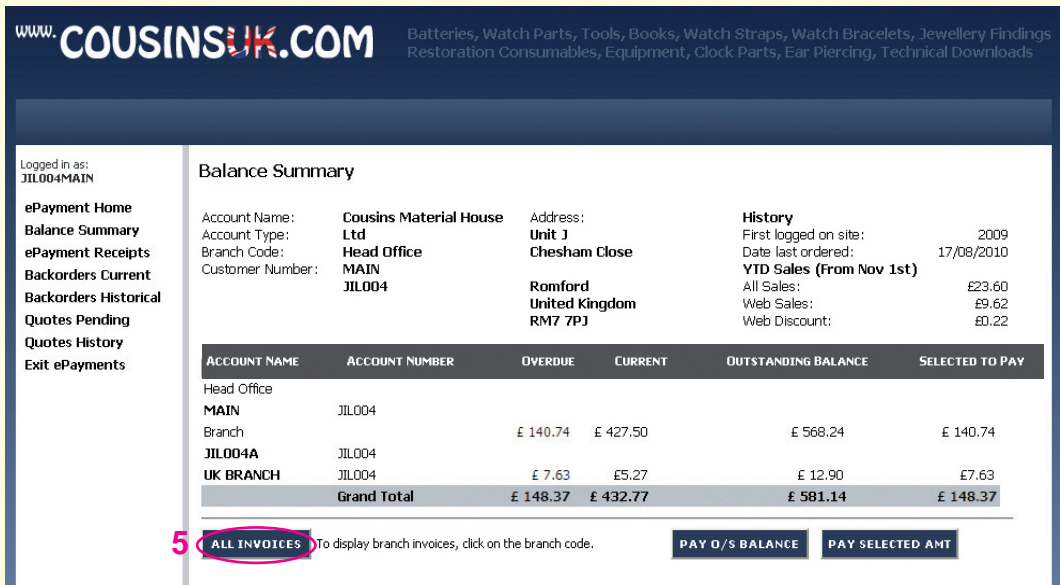 www.COUSINSUK.COM
Batteries, Watch Parts, Tools, Books, Watch Straps, Watch Bracelets, Jewellery Findings
Restoration Consumables, Equipment, Clock Parts, Ear Piercing, Technical Downloads
Logged in as:
JIL004MAIN
ePayment Home
Balance Summary
ePayment Receipts
Backorders Current
Backorders Historical
Quotes Pending
Quotes History
Exit ePayments
Balance Summary
Account Name: Cousins Material House
Account Type: Ltd
Branch Code: Head Office
Customer Number: MAIN
JIL004
Address:
Unit J
Chesham Close
Romford
United Kingdom
RM7 7PJ
History
First logged on site: 2009
Date last ordered: 17/08/2010
YTD Sales (From Nov 1st)
All Sales: £23.60
Web Sales: £9.62
Web Discount: £0.22
ACCOUNT NAME ACCOUNT NUMBER OVERDUE CURRENT OUTSTANDING BALANCE SELECTED TO PAY
Head Office
MAIN JIL004
Branch £ 140.74 £ 427.50 £ 568.24 £ 140.74
JIL004A JIL004
UK BRANCH JIL004 £ 7.63 £5.27 £ 12.90 £7.63
Grand Total £ 148.37 £ 432.77 £ 581.14 £ 148.37
5 ALL INVOICES To display branch invoices, click on the branch code. PAY O/S BALANCE PAY SELECTED AMT